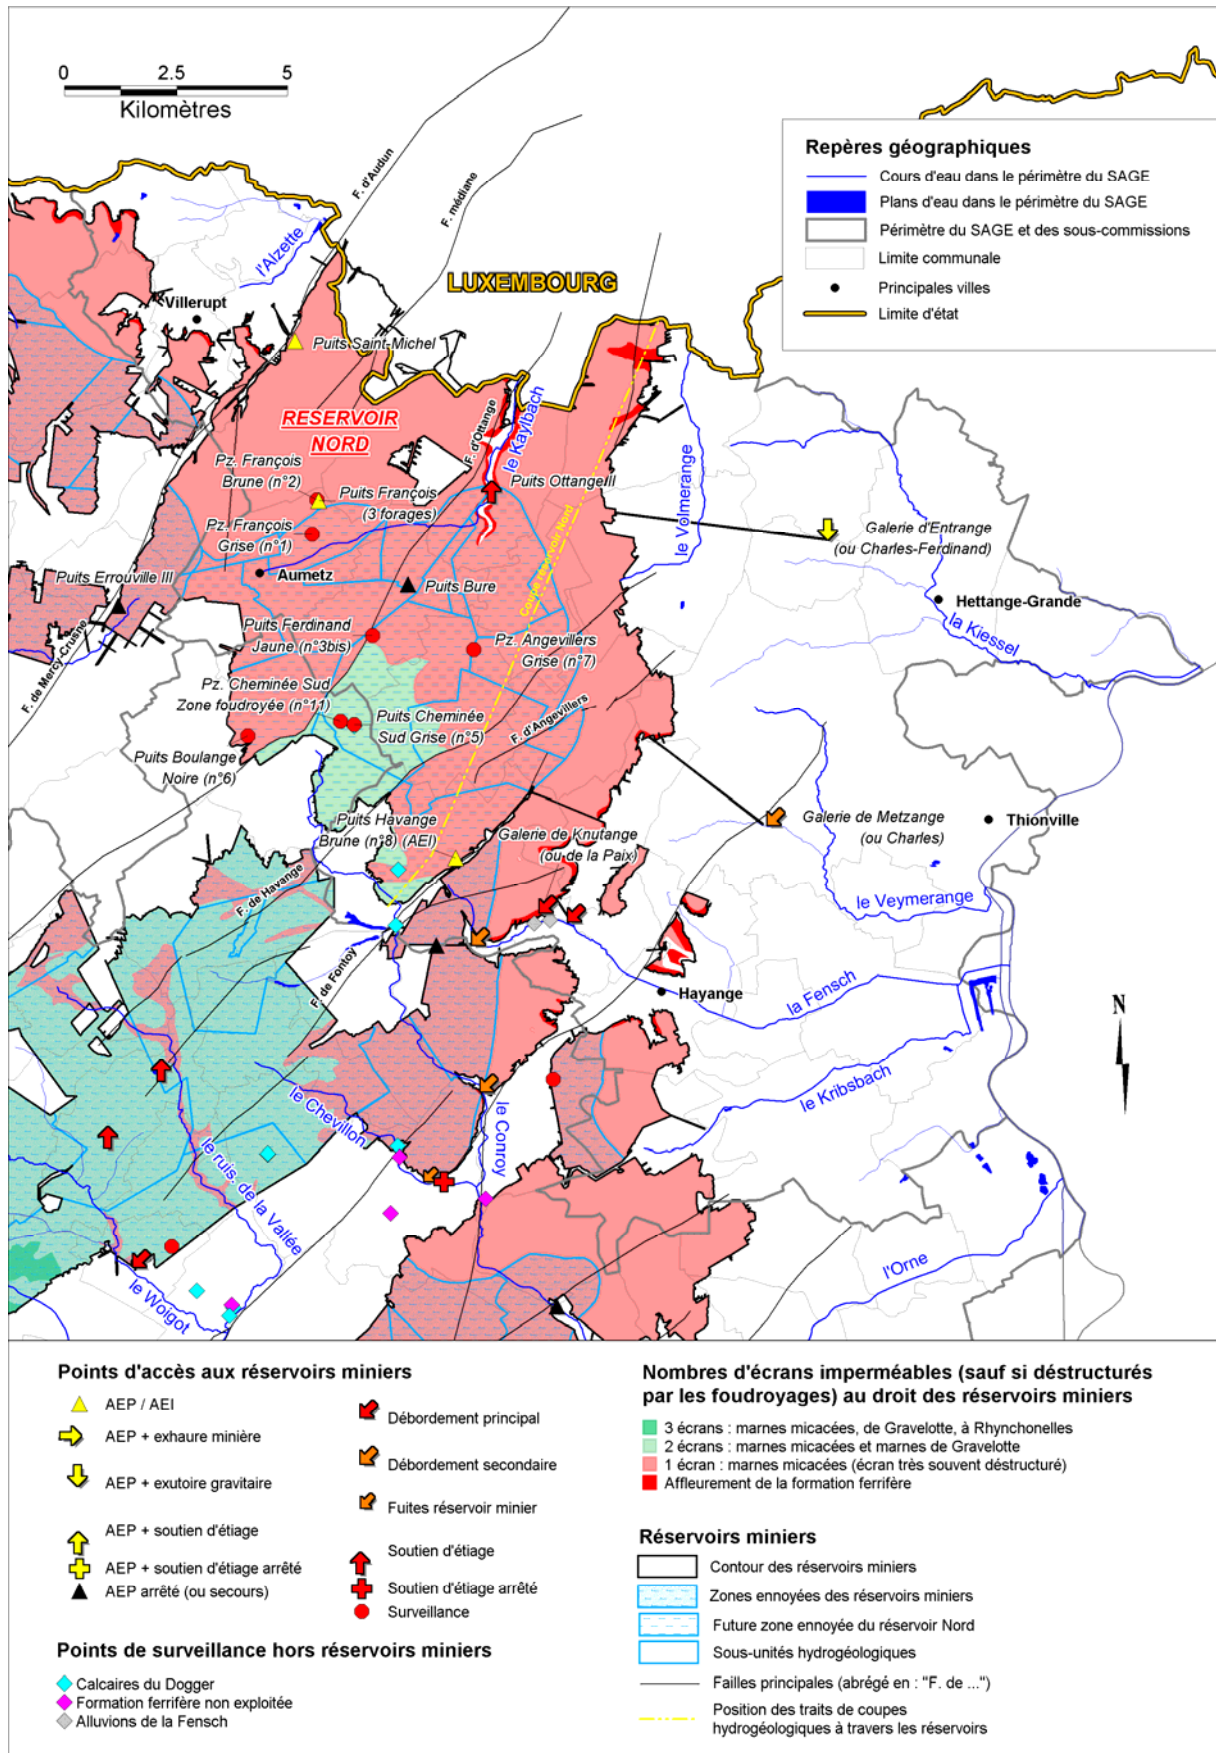 0 2.5 5
Kilomètres
Repères géographiques
Cours d'eau dans le périmètre du SAGE
Plans d'eau dans le périmètre du SAGE
Périmètre du SAGE et des sous-commissions
Limite communale
Principales villes
Limite d'état
F. d'Audun
F. médiane
l'Alzette
LUXEMBOURG
Villerupt
Puits Saint-Michel
RESERVOIR
NORD
F. d'Ottange
le Kaylbach
le Volmerange
Pz. François
Brune (n°2)
Puits François
(3 forages)
Puits Ottange II
Pz. François
Grise (n°1)
Coupe Réservoir Nord
Galerie d'Entrange
(ou Charles-Ferdinand)
Puits Errouville III
Aumetz
Puits Bure
Hettange-Grande
la Kiessel
F. de Mercy-Crusne
Puits Ferdinand
Jaune (n°3bis)
Pz. Angevillers
Grise (n°7)
Pz. Cheminée Sud
Zone foudroyée (n°11)
Puits Cheminée
Sud Grise (n°5)
F. d'Angevillers
Puits Boulange
Noire (n°6)
Puits Havange
Brune (n°8) (AEI)
Galerie de Knutange
(ou de la Paix)
Galerie de Metzange
(ou Charles)
Thionville
F. de Havange
le Veymerange
F. de Fontoy
Hayange
la Fensch
N
le Chevillon
le Conroy
le Kribsbach
le ruis. de la Vallée
le Woigot
l'Orne
Points d'accès aux réservoirs miniers
AEP / AEI
AEP + exhaure minière
AEP + exutoire gravitaire
AEP + soutien d'étiage
AEP + soutien d'étiage arrêté
AEP arrêté (ou secours)
Débordement principal
Débordement secondaire
Fuites réservoir minier
Soutien d'étiage
Soutien d'étiage arrêté
Surveillance
Points de surveillance hors réservoirs miniers
Calcaires du Dogger
Formation ferrifère non exploitée
Alluvions de la Fensch
Nombres d'écrans imperméables (sauf si déstructurés
par les foudroyages) au droit des réservoirs miniers
3 écrans : marnes micacées, de Gravelotte, à Rhynchonelles
2 écrans : marnes micacées et marnes de Gravelotte
1 écran : marnes micacées (écran très souvent déstructuré)
Affleurement de la formation ferrifère
Réservoirs miniers
Contour des réservoirs miniers
Zones ennoyées des réservoirs miniers
Future zone ennoyée du réservoir Nord
Sous-unités hydrogéologiques
Failles principales (abrégé en : "F. de ...")
Position des traits de coupes
hydrogéologiques à travers les réservoirs